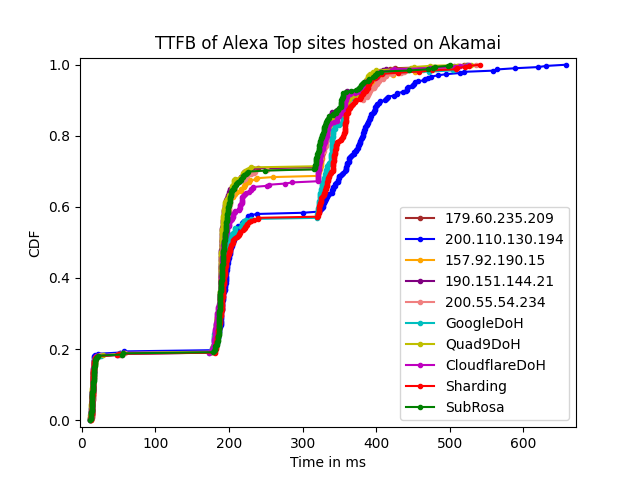 TTFB of Alexa Top sites hosted on Akamai
1.0
0.8
0.6
0.4
0.2
0.0
CDF
179.60.235.209
200.110.130.194
157.92.190.15
190.151.144.21
200.55.54.234
GoogleDoH
Quad9DoH
CloudflareDoH
Sharding
SubRosa
0 100 200 300 400 500 600
Time in ms